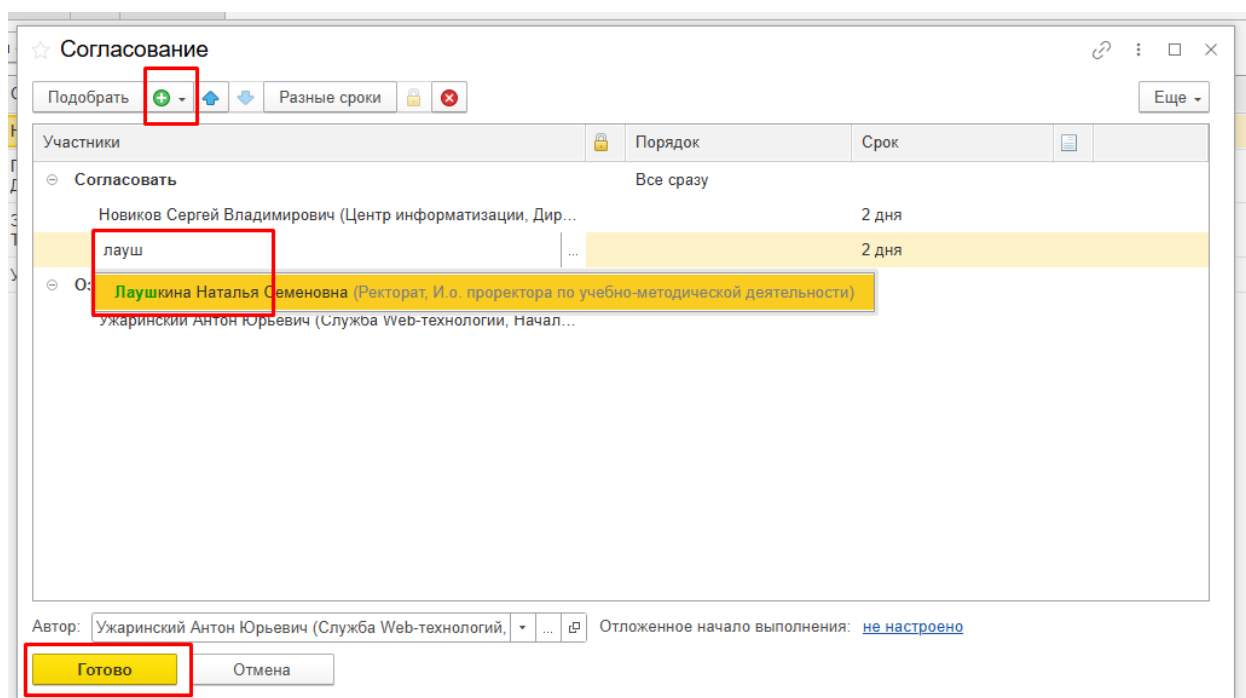 Согласование
Подобрать Разные сроки Еще
Участники Порядок Срок
Согласовать Все сразу
Новиков Сергей Владимирович (Центр информатизации, Дир... 2 дня
лауш ... 2 дня
Лаушкина Наталья Семеновна (Ректорат, И.о. проректора по учебно-методической деятельности)
Ужаринский Антон Юрьевич (Служба Web-технологии, Начал...
Автор: Ужаринский Антон Юрьевич (Служба Web-технологий, ... Отложенное начало выполнения: не настроено
Готово Отмена